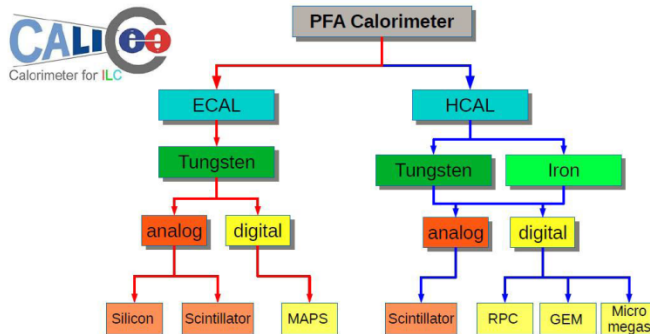 CALICE
Calorimeter for ILC
PFA Calorimeter
ECAL
HCAL
Tungsten
Tungsten
Iron
analog
digital
analog
digital
Silicon
Scintillator
MAPS
Scintillator
RPC
GEM
Micro
megas